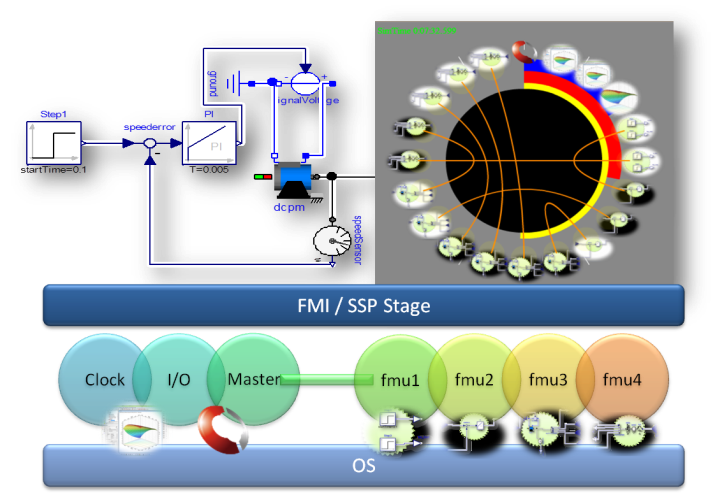 Step1
startTime=0.1
speederror
PI
PI
T=0.005
ground
-
+
ignalVoltage
dcpm
speedSensor
FMI / SSP Stage
Clock
I/O
Master
fmu1
fmu2
fmu3
fmu4
OS